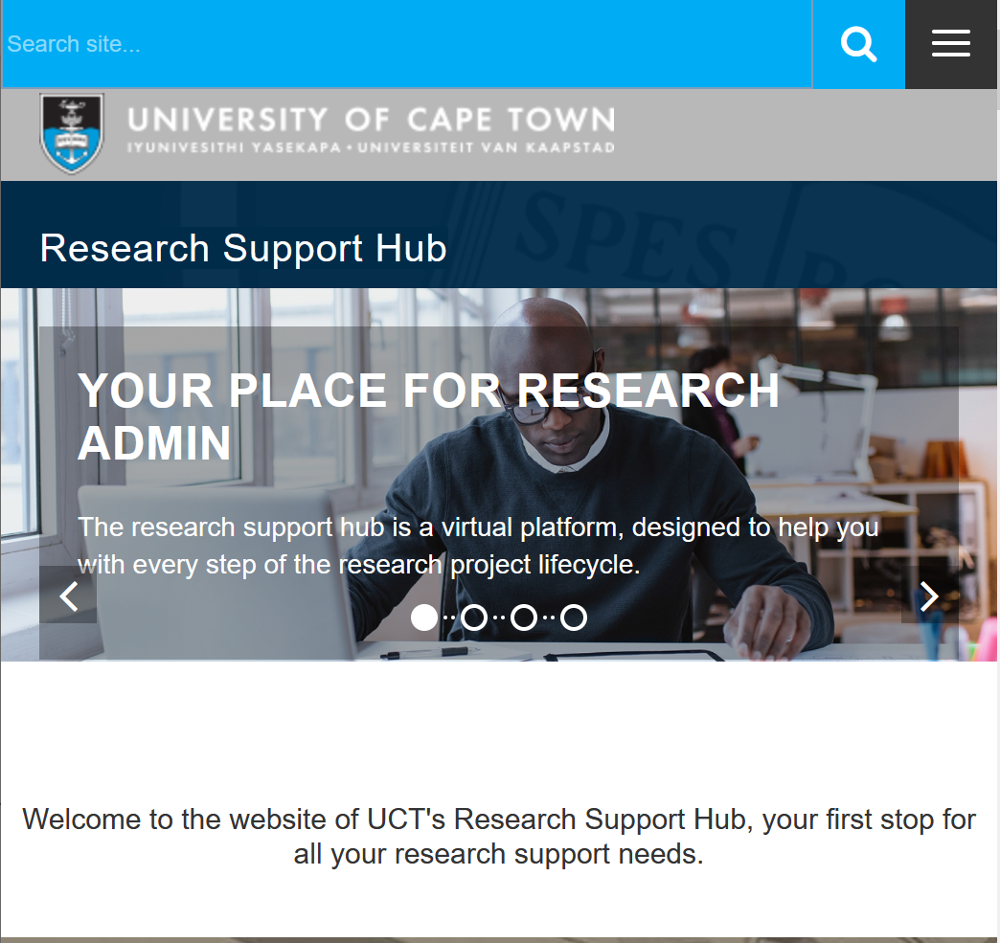 Search site...
UNIVERSITY OF CAPE TOWN
IYUNIVESITHI YASEKAPA • UNIVERSITEIT VAN KAAPSTAD
SPES
Research Support Hub
YOUR PLACE FOR RESEARCH
ADMIN
The research support hub is a virtual platform, designed to help you
with every step of the research project lifecycle.
Welcome to the website of UCT's Research Support Hub, your first stop for
all your research support needs.